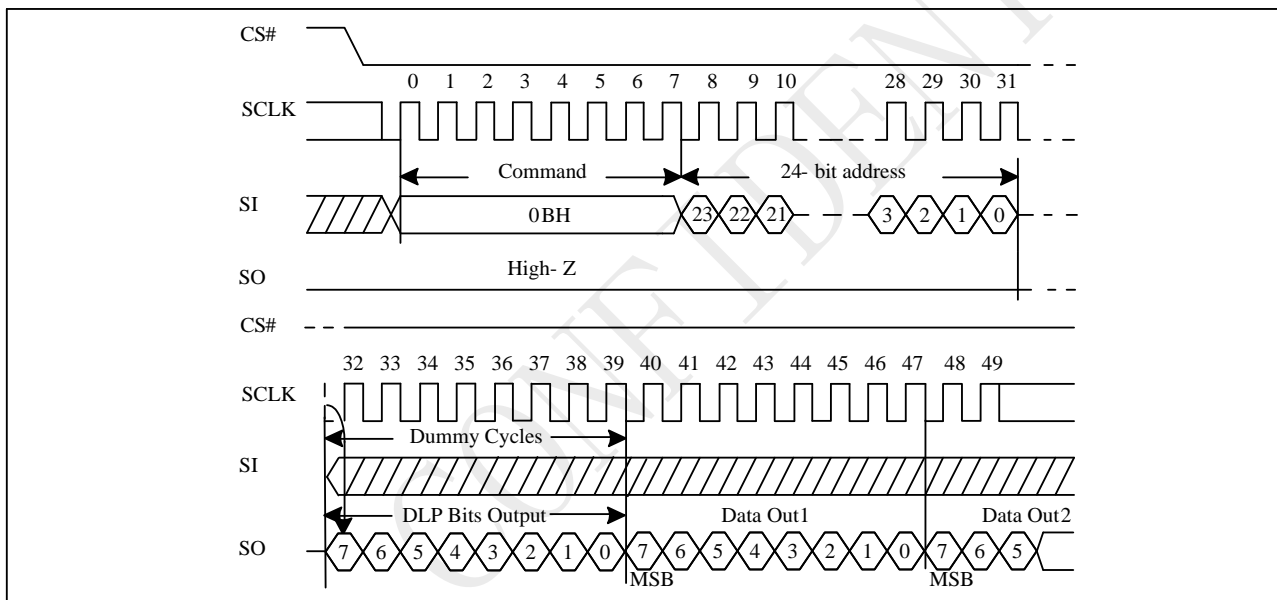 CS#
0 1 2 3 4 5 6 7 8 9 10 28 29 30 31
SCLK
Command 24- bit address
SI
0BH 23 22 21 3 2 1 0
High- Z
SO
CS#
32 33 34 35 36 37 38 39 40 41 42 43 44 45 46 47 48 49
SCLK
Dummy Cycles
SI
DLP Bits Output Data Out1 Data Out2
SO 7 6 5 4 3 2 1 0 7 6 5 4 3 2 1 0 7 6 5
MSB MSB
CONFIDEN